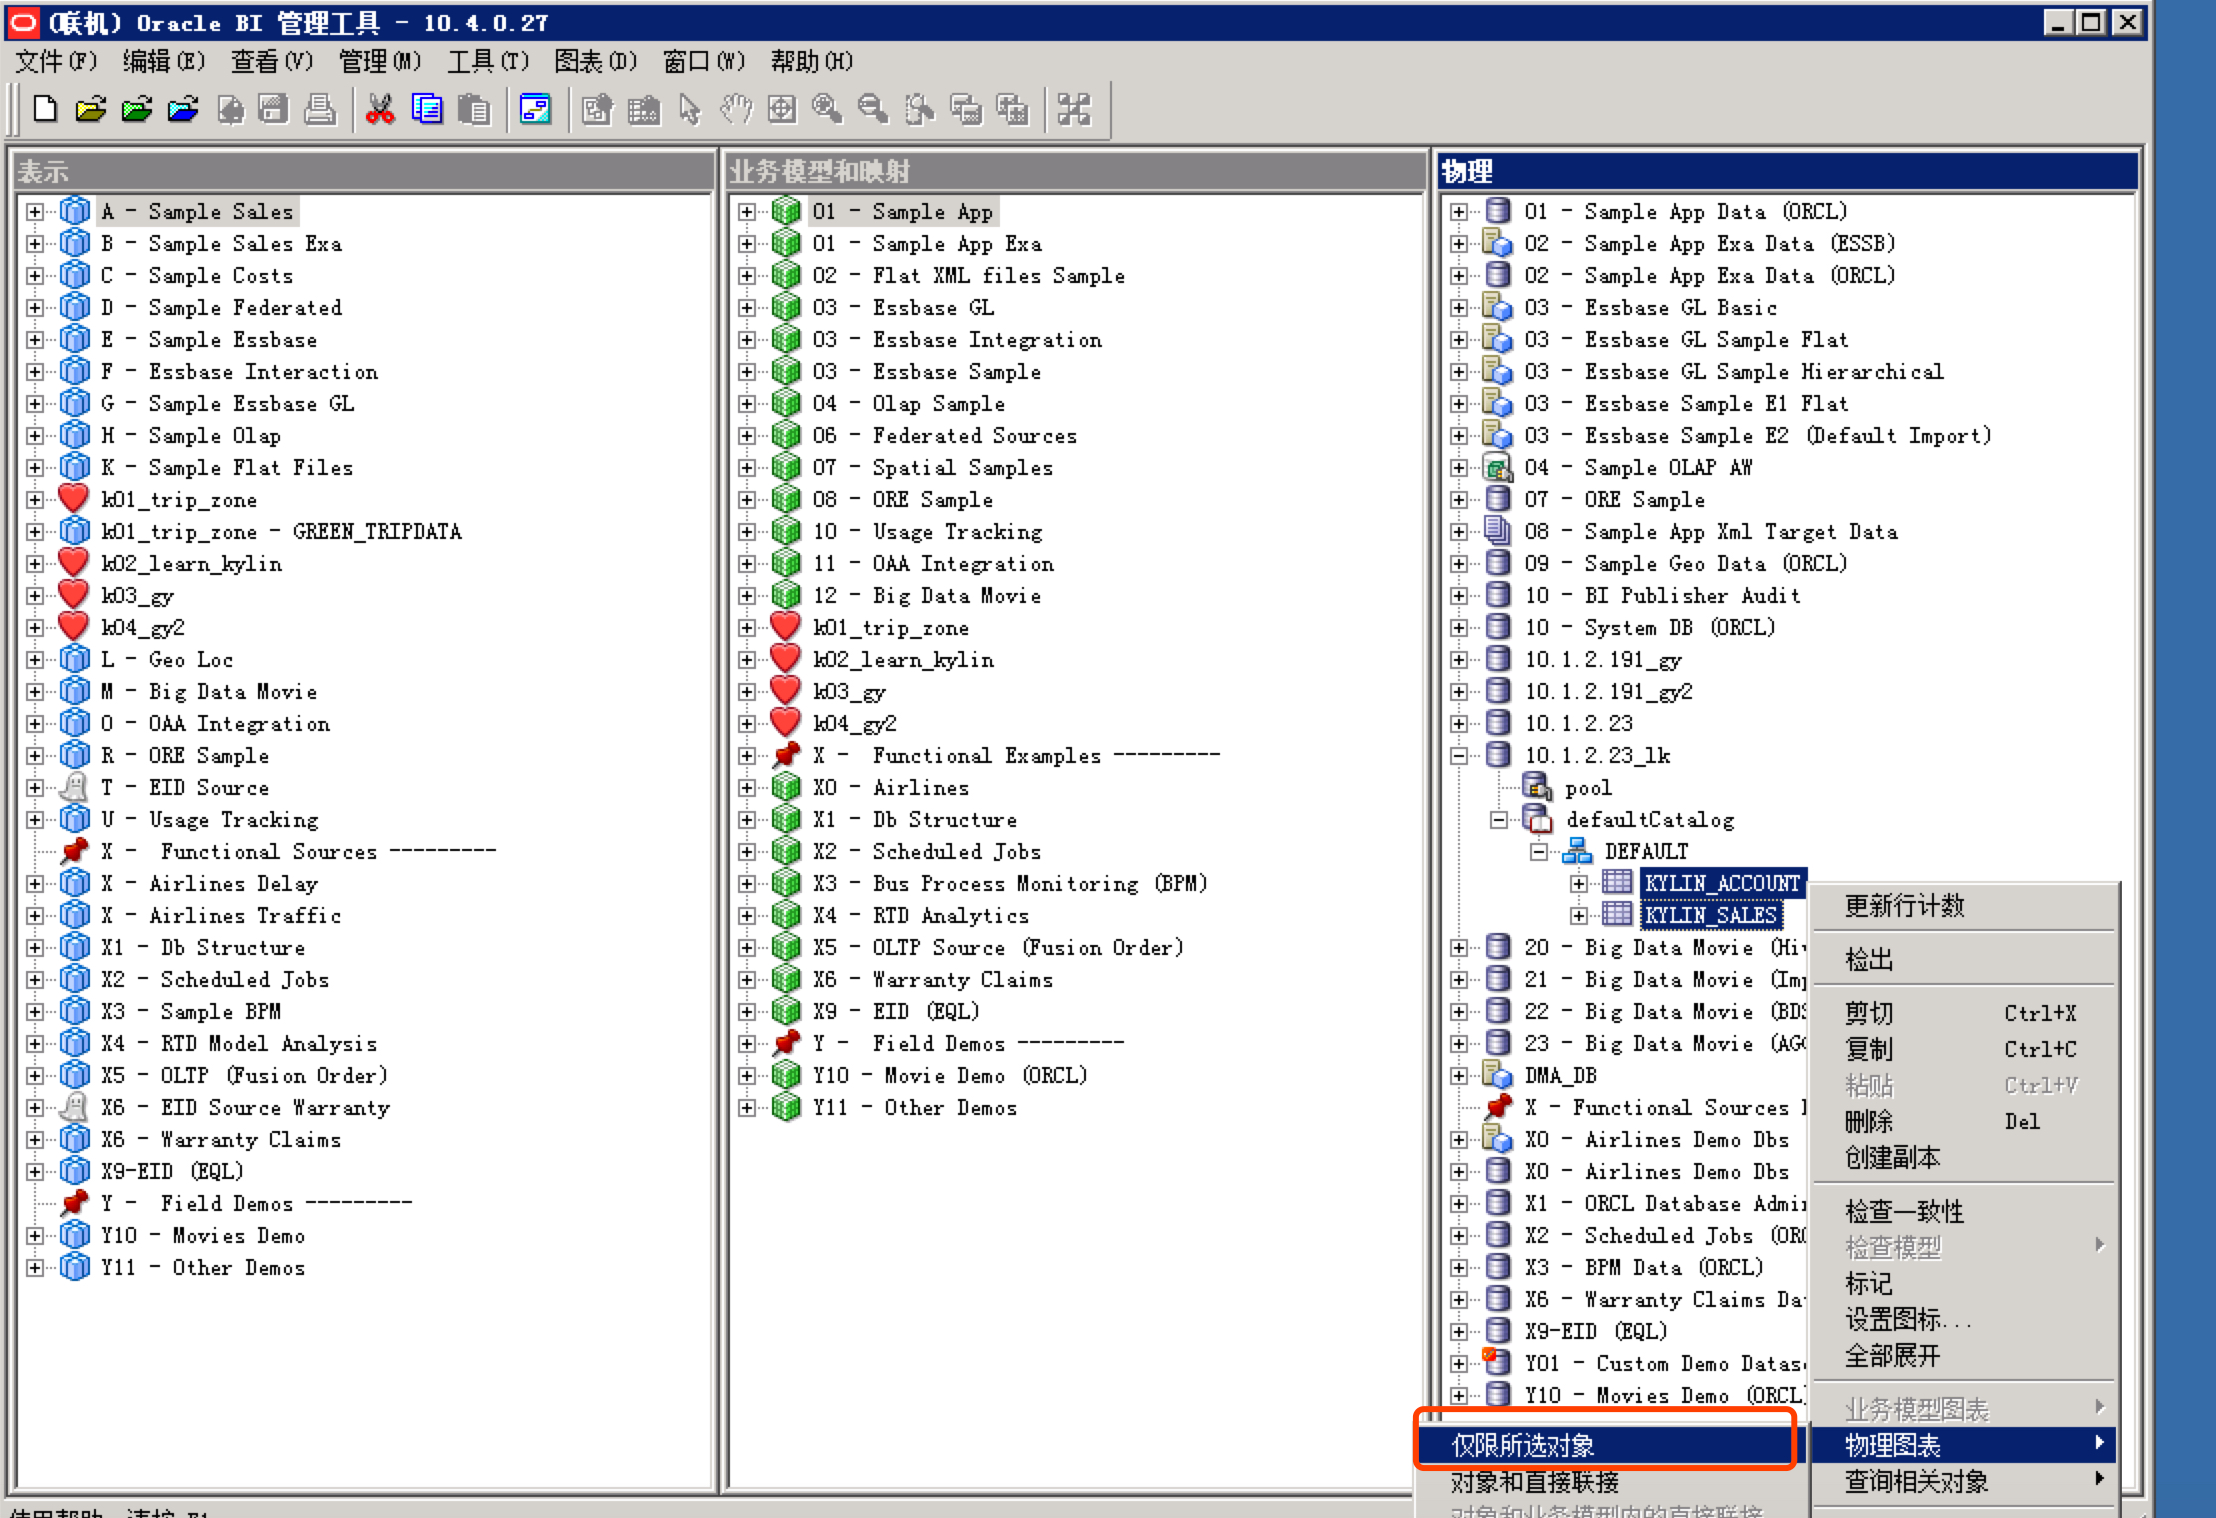 (联机) Oracle BI 管理工具 - 10.4.0.27
文件(F) 编辑(E) 查看(V) 管理(M) 工具(T) 图表(D) 窗口(W) 帮助(H)
表示
A - Sample Sales
B - Sample Sales Exa
C - Sample Costs
D - Sample Federated
E - Sample Essbase
F - Essbase Interaction
G - Sample Essbase GL
H - Sample Olap
K - Sample Flat Files
k01_trip_zone
k01_trip_zone - GREEN_TRIPDATA
k02_learn_kylin
k03_gy
k04_gy2
L - Geo Loc
M - Big Data Movie
O - OAA Integration
R - ORE Sample
T - EID Source
U - Usage Tracking
X -  Functional Sources ---------
X - Airlines Delay
X - Airlines Traffic
X1 - Db Structure
X2 - Scheduled Jobs
X3 - Sample BPM
X4 - RTD Model Analysis
X5 - OLTP (Fusion Order)
X6 - EID Source Warranty
X6 - Warranty Claims
X9-EID (EQL)
Y -  Field Demos ---------
Y10 - Movies Demo
Y11 - Other Demos
业务模型和映射
01 - Sample App
01 - Sample App Exa
02 - Flat XML files Sample
03 - Essbase GL
03 - Essbase Integration
03 - Essbase Sample
04 - Olap Sample
06 - Federated Sources
07 - Spatial Samples
08 - ORE Sample
10 - Usage Tracking
11 - OAA Integration
12 - Big Data Movie
k01_trip_zone
k02_learn_kylin
k03_gy
k04_gy2
X -  Functional Examples ---------
X0 - Airlines
X1 - Db Structure
X2 - Scheduled Jobs
X3 - Bus Process Monitoring (BPM)
X4 - RTD Analytics
X5 - OLTP Source (Fusion Order)
X6 - Warranty Claims
X9 - EID (EQL)
Y -  Field Demos ---------
Y10 - Movie Demo (ORCL)
Y11 - Other Demos
物理
01 - Sample App Data (ORCL)
02 - Sample App Exa Data (ESSB)
02 - Sample App Exa Data (ORCL)
03 - Essbase GL Basic
03 - Essbase GL Sample Flat
03 - Essbase GL Sample Hierarchical
03 - Essbase Sample E1 Flat
03 - Essbase Sample E2 (Default Import)
04 - Sample OLAP AW
07 - ORE Sample
08 - Sample App Xml Target Data
09 - Sample Geo Data (ORCL)
10 - BI Publisher Audit
10 - System DB (ORCL)
10.1.2.191_gy
10.1.2.191_gy2
10.1.2.23
10.1.2.23_lk
pool
defaultCatalog
DEFAULT
KYLIN_ACCOUNT
KYLIN_SALES
20 - Big Data Movie (Hi
21 - Big Data Movie (Im
22 - Big Data Movie (BD
23 - Big Data Movie (AG
DMA_DB
X - Functional Sources
X0 - Airlines Demo Dbs
X0 - Airlines Demo Dbs
X1 - ORCL Database Admi
X2 - Scheduled Jobs (OR
X3 - BPM Data (ORCL)
X6 - Warranty Claims Da
X9-EID (EQL)
Y01 - Custom Demo Datas
Y10 - Movies Demo (ORCL
更新行计数
检出
剪切 Ctrl+X
复制 Ctrl+C
粘贴 Ctrl+V
删除 Del
创建副本
检查一致性
检查模型
标记
设置图标...
全部展开
业务模型图表
物理图表
查询相关对象
仅限所选对象
对象和直接联接
对象和业务模型内的直接联接
使用帮助, 请按 F1